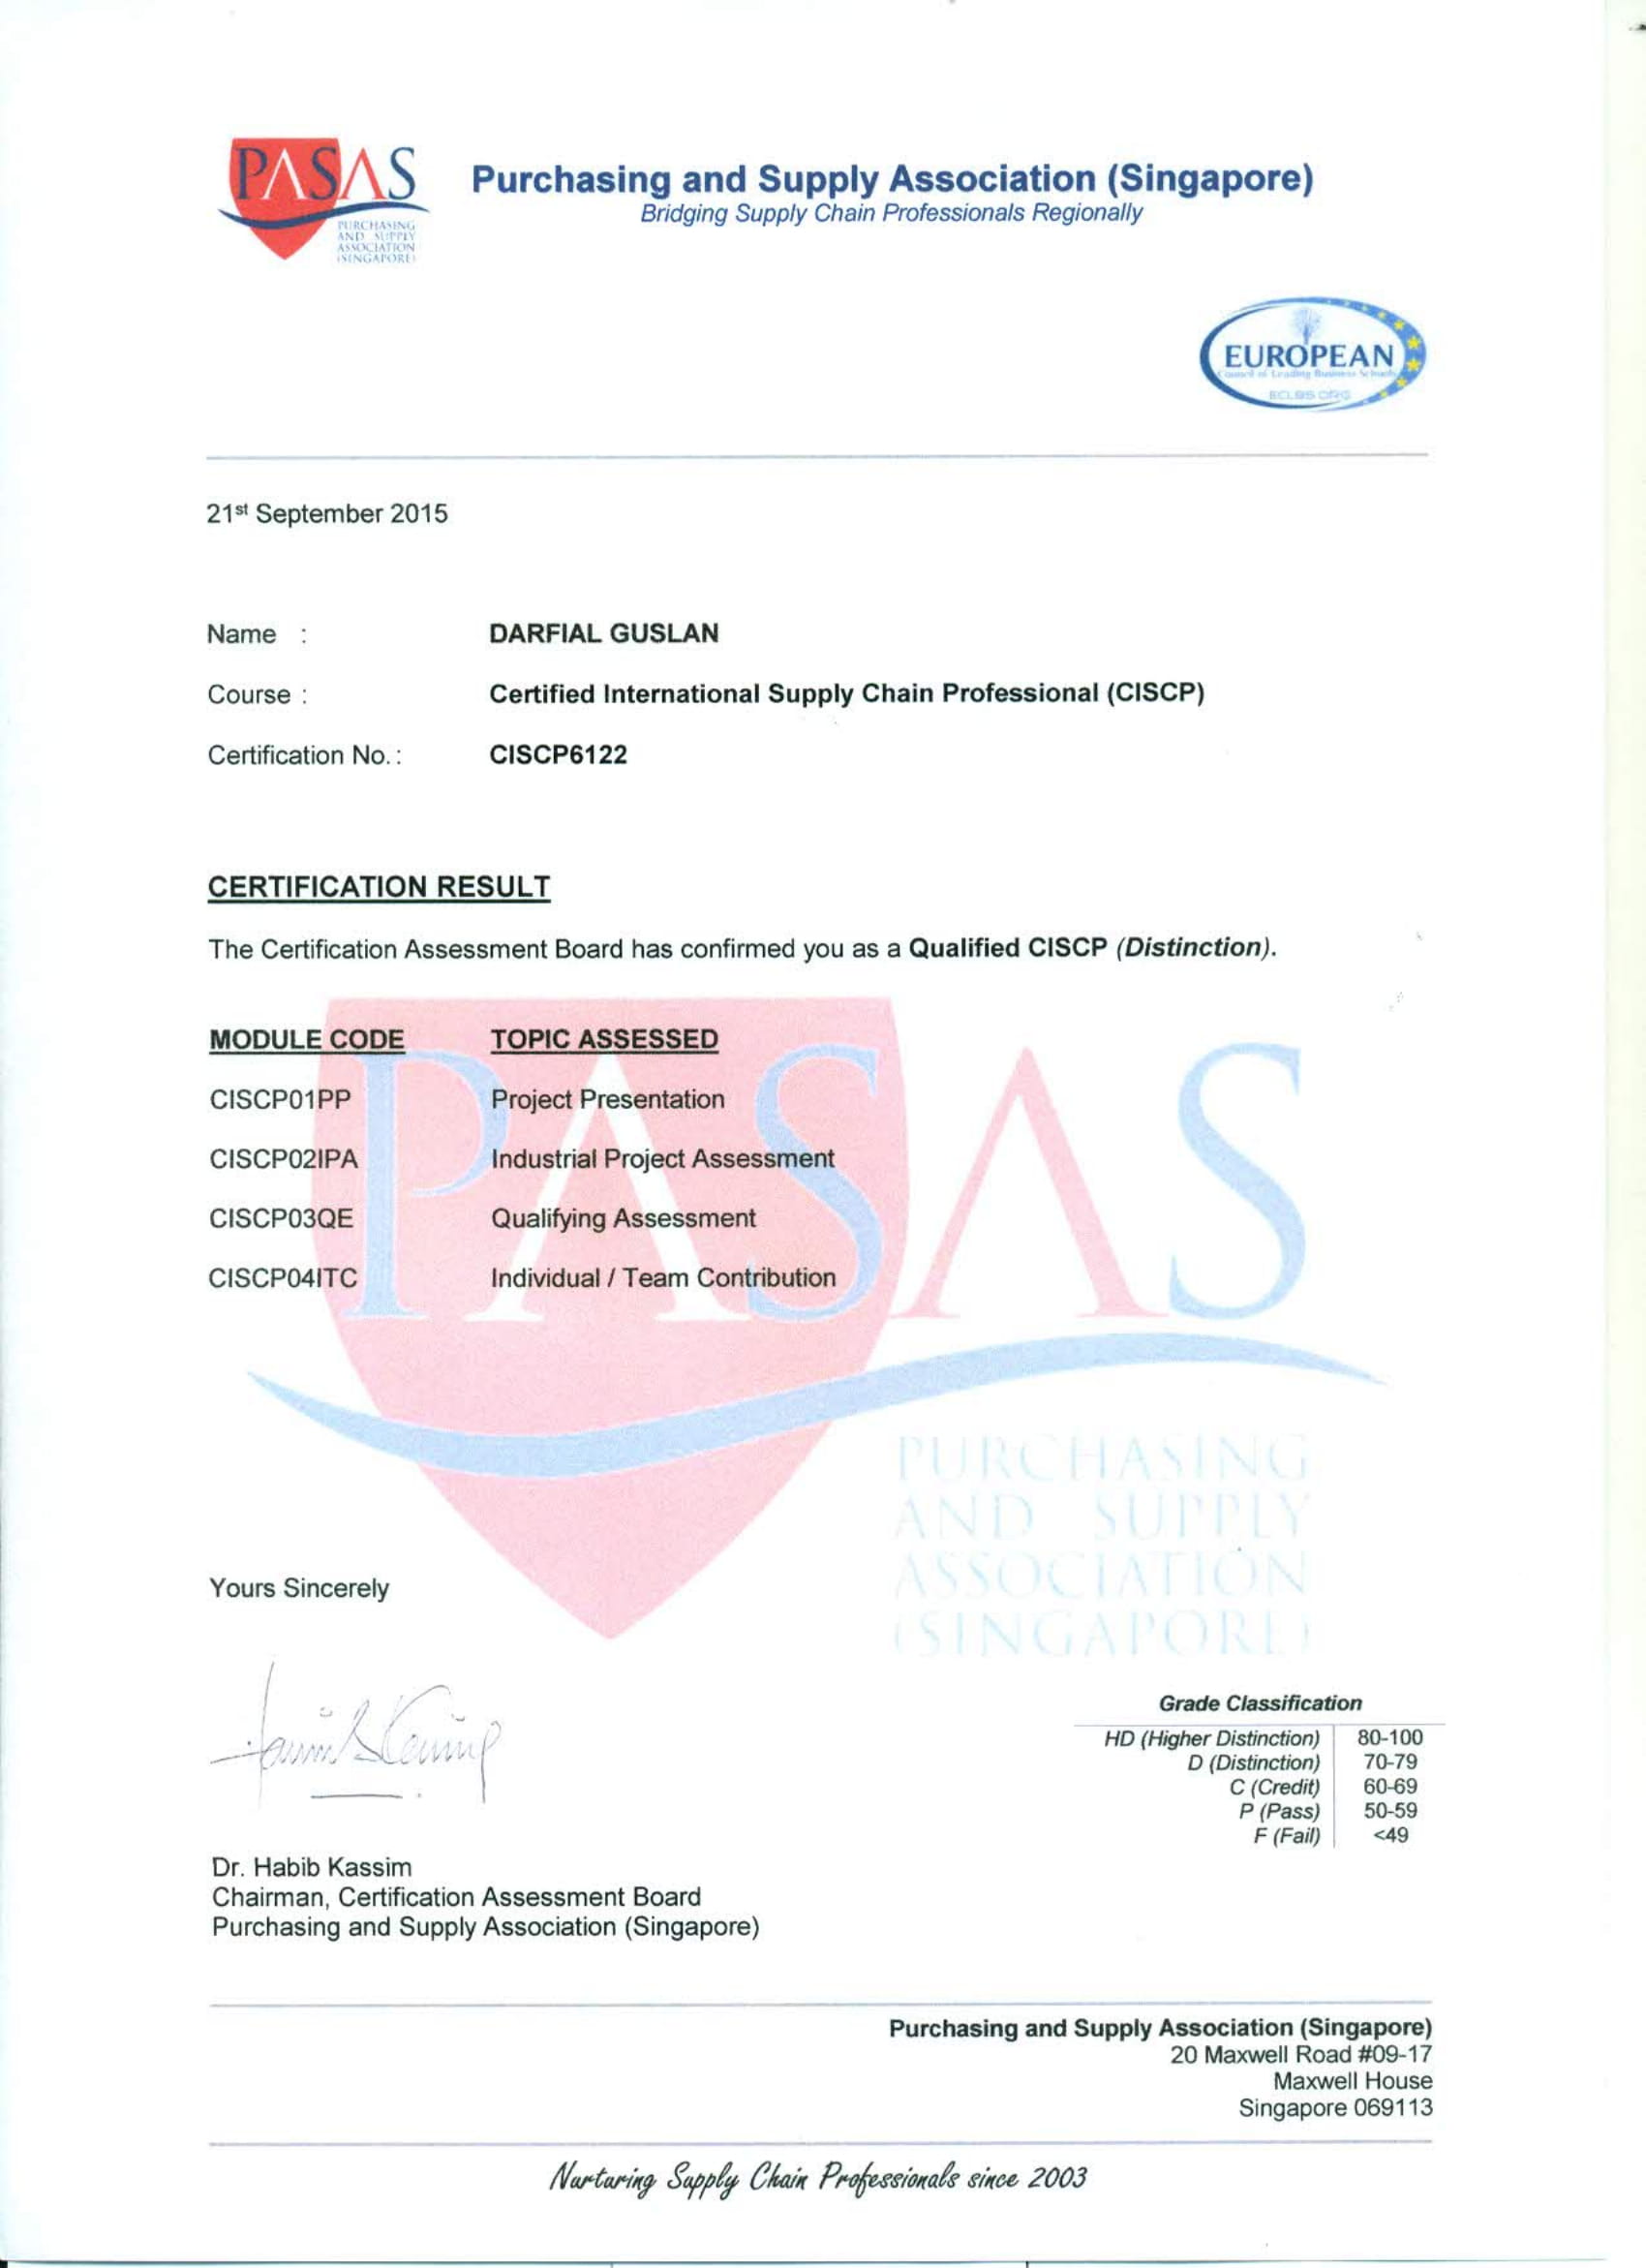 PASAS
PURCHASING
AND SUPPLY
ASSOCIATION
(SINGAPORE)
Purchasing and Supply Association (Singapore)
Bridging Supply Chain Professionals Regionally
EUROPEAN
Council of Leading Business Schools
ECLBS.ORG
21st September 2015
Name : DARFIAL GUSLAN
Course : Certified International Supply Chain Professional (CISCP)
Certification No. : CISCP6122
CERTIFICATION RESULT
The Certification Assessment Board has confirmed you as a Qualified CISCP (Distinction).
MODULE CODE TOPIC ASSESSED
CISCP01PP Project Presentation
CISCP02IPA Industrial Project Assessment
CISCP03QE Qualifying Assessment
CISCP04ITC Individual / Team Contribution
PASAS
PURCHASING
AND SUPPLY
ASSOCIATION
(SINGAPORE)
Yours Sincerely
Grade Classification
HD (Higher Distinction) 80-100
D (Distinction) 70-79
C (Credit) 60-69
P (Pass) 50-59
F (Fail) <49
Dr. Habib Kassim
Chairman, Certification Assessment Board
Purchasing and Supply Association (Singapore)
Purchasing and Supply Association (Singapore)
20 Maxwell Road #09-17
Maxwell House
Singapore 069113
Nurturing Supply Chain Professionals since 2003